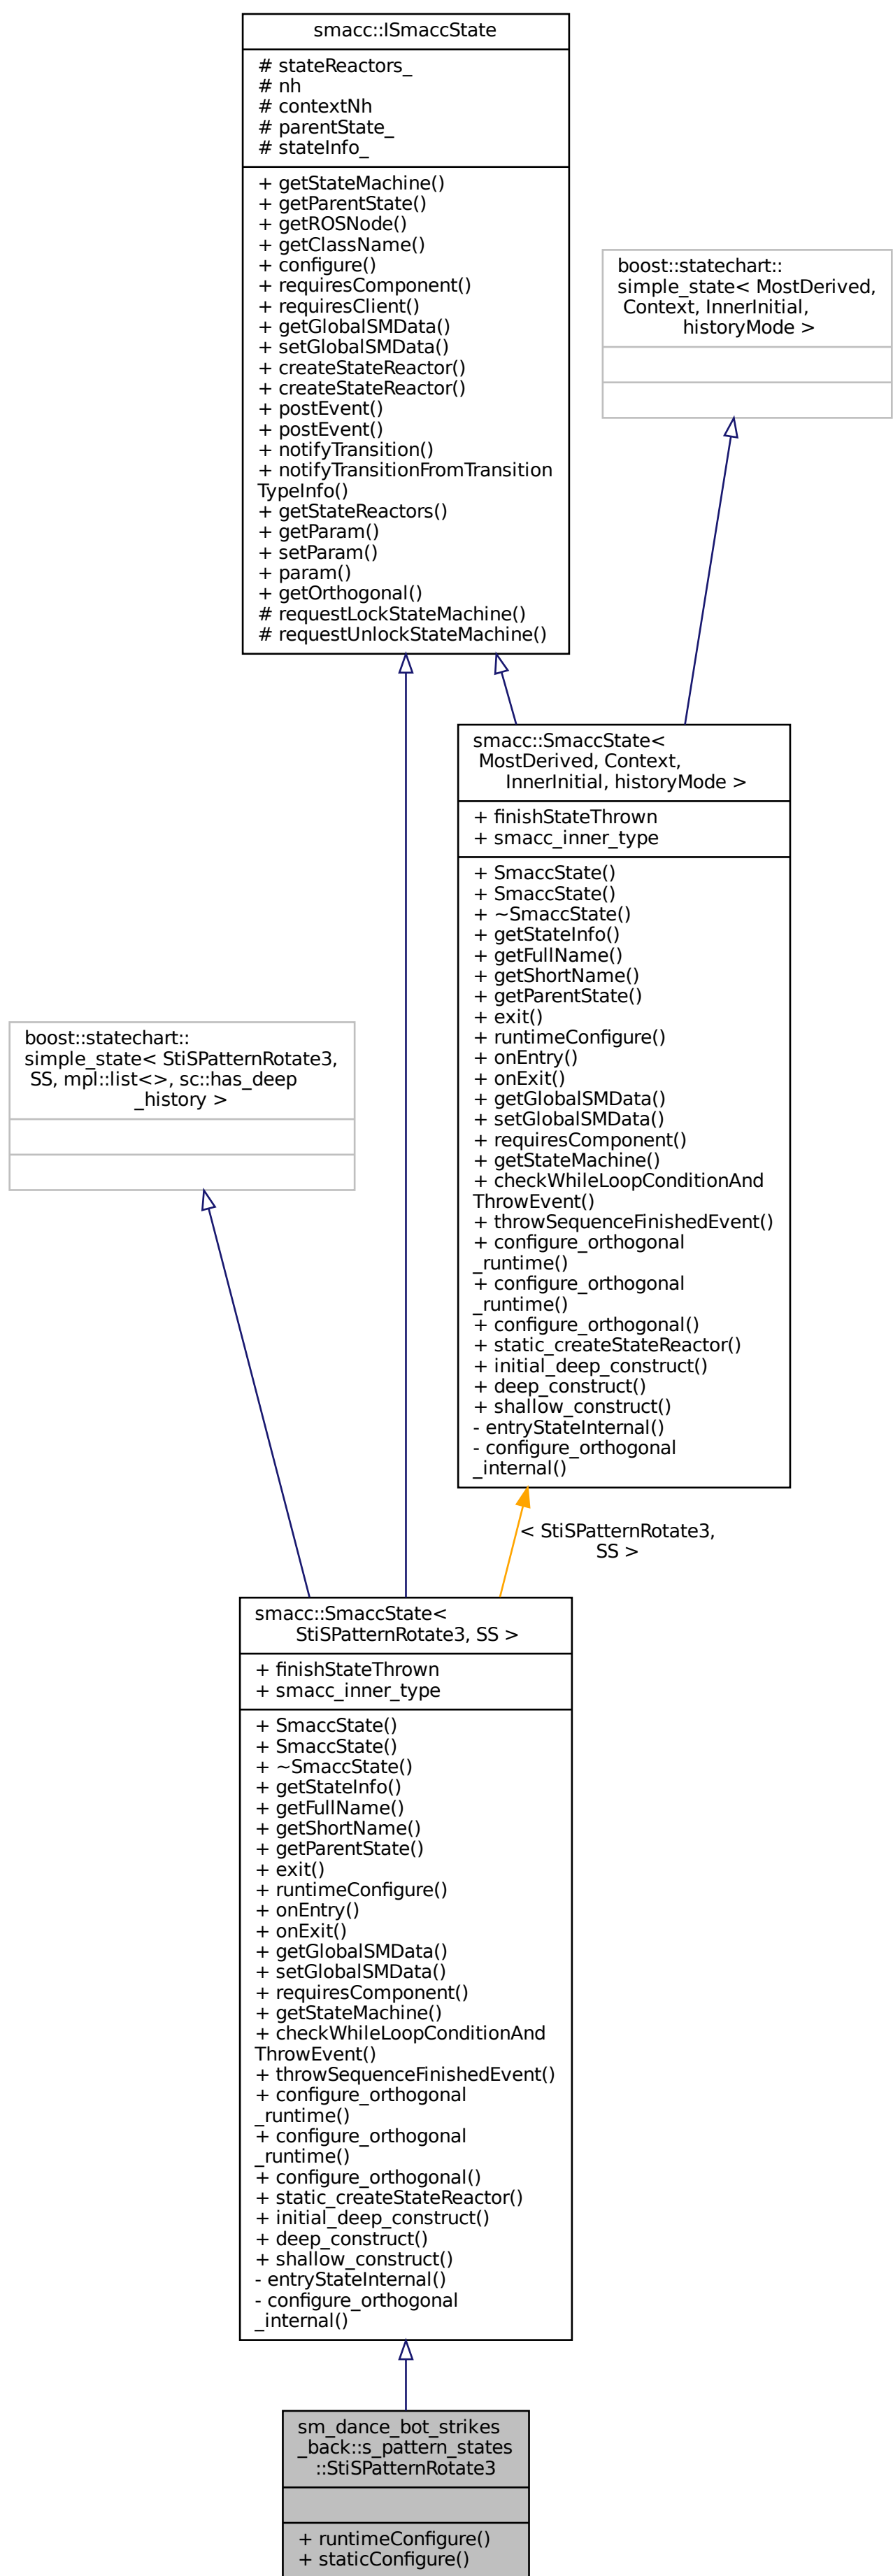 smacc::ISmaccState
# stateReactors_
# nh
# contextNh
# parentState_
# stateInfo_
+ getStateMachine()
+ getParentState()
+ getROSNode()
+ getClassName()
+ configure()
+ requiresComponent()
+ requiresClient()
+ getGlobalSMData()
+ setGlobalSMData()
+ createStateReactor()
+ createStateReactor()
+ postEvent()
+ postEvent()
+ notifyTransition()
+ notifyTransitionFromTransition
TypeInfo()
+ getStateReactors()
+ getParam()
+ setParam()
+ param()
+ getOrthogonal()
# requestLockStateMachine()
# requestUnlockStateMachine()
boost::statechart::
simple_state< MostDerived,
Context, InnerInitial,
historyMode >
smacc::SmaccState<
MostDerived, Context,
InnerInitial, historyMode >
+ finishStateThrown
+ smacc_inner_type
+ SmaccState()
+ SmaccState()
+ ~SmaccState()
+ getStateInfo()
+ getFullName()
+ getShortName()
+ getParentState()
+ exit()
+ runtimeConfigure()
+ onEntry()
+ onExit()
+ getGlobalSMData()
+ setGlobalSMData()
+ requiresComponent()
+ getStateMachine()
+ checkWhileLoopConditionAnd
ThrowEvent()
+ throwSequenceFinishedEvent()
+ configure_orthogonal
_runtime()
+ configure_orthogonal
_runtime()
+ configure_orthogonal()
+ static_createStateReactor()
+ initial_deep_construct()
+ deep_construct()
+ shallow_construct()
- entryStateInternal()
- configure_orthogonal
_internal()
boost::statechart::
simple_state< StiSPatternRotate3,
SS, mpl::list<>, sc::has_deep
_history >
< StiSPatternRotate3,
SS >
smacc::SmaccState<
StiSPatternRotate3, SS >
+ finishStateThrown
+ smacc_inner_type
+ SmaccState()
+ SmaccState()
+ ~SmaccState()
+ getStateInfo()
+ getFullName()
+ getShortName()
+ getParentState()
+ exit()
+ runtimeConfigure()
+ onEntry()
+ onExit()
+ getGlobalSMData()
+ setGlobalSMData()
+ requiresComponent()
+ getStateMachine()
+ checkWhileLoopConditionAnd
ThrowEvent()
+ throwSequenceFinishedEvent()
+ configure_orthogonal
_runtime()
+ configure_orthogonal
_runtime()
+ configure_orthogonal()
+ static_createStateReactor()
+ initial_deep_construct()
+ deep_construct()
+ shallow_construct()
- entryStateInternal()
- configure_orthogonal
_internal()
sm_dance_bot_strikes
_back::s_pattern_states
::StiSPatternRotate3
+ runtimeConfigure()
+ staticConfigure()